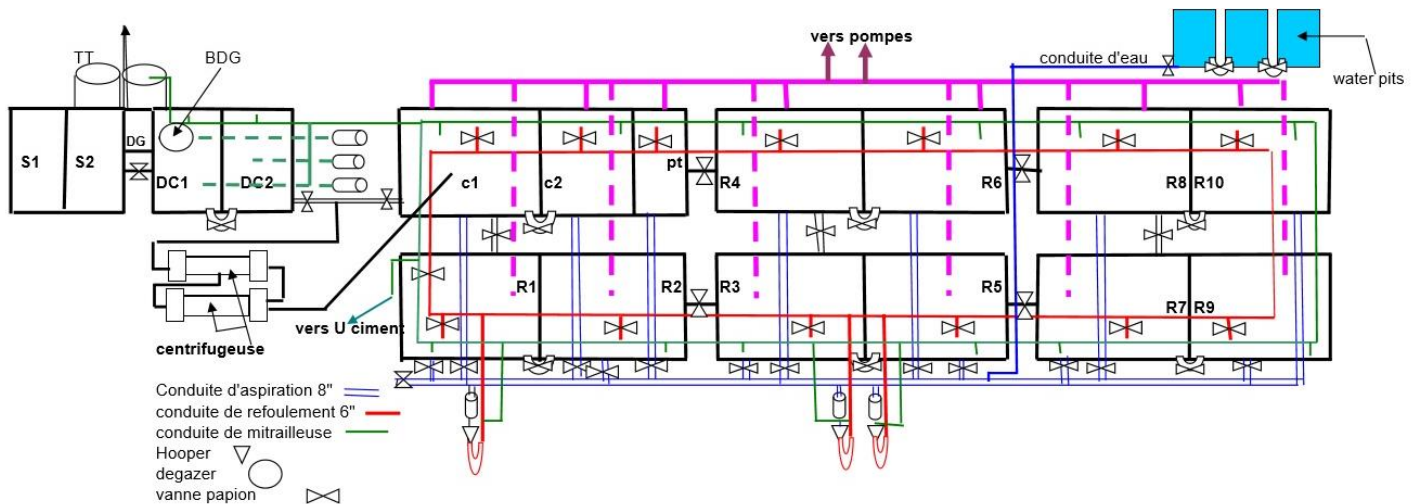 vers pompes
conduite d'eau
water pits
TT
BDG
S1
S2
DG
DC1
DC2
c1
c2
pt
R4
R6
R8
R10
R1
R2
R3
R5
R7
R9
vers U ciment
centrifugeuse
Conduite d'aspiration 8"
conduite de refoulement 6"
conduite de mitrailleuse
Hooper
degazer
vanne papion